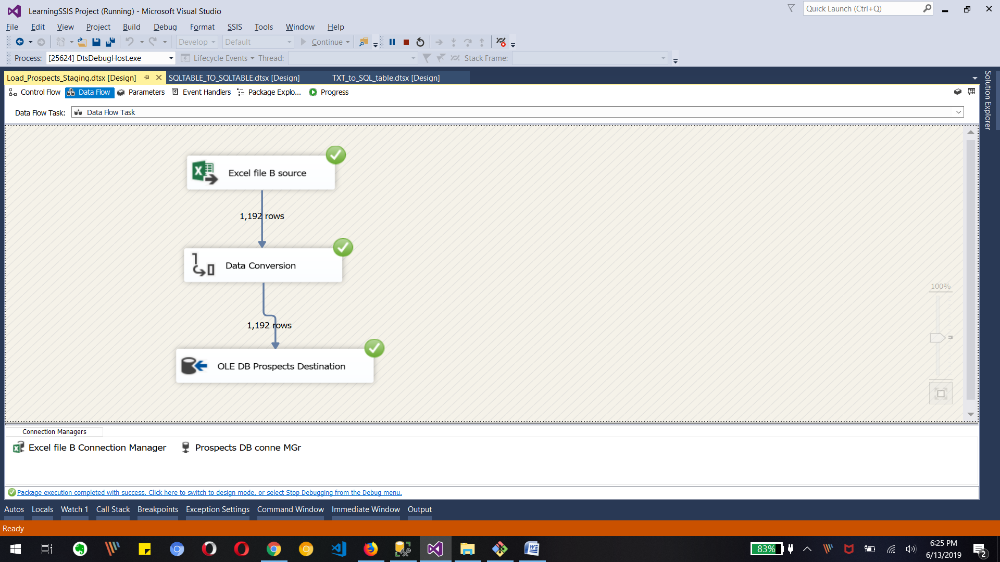 LearningSSIS Project (Running) - Microsoft Visual Studio
Quick Launch (Ctrl+Q)
File Edit View Project Build Debug Format SSIS Tools Window Help
Develop Default Continue
Process: [25624] DtsDebugHost.exe Lifecycle Events Thread: Stack Frame:
Load_Prospects_Staging.dtsx [Design] SQLTABLE_TO_SQLTABLE.dtsx [Design] TXT_to_SQL_table.dtsx [Design]
Solution Explorer
Control Flow Data Flow Parameters Event Handlers Package Explo... Progress
Data Flow Task: Data Flow Task
Excel file B source
1,192 rows
Data Conversion
100%
1,192 rows
OLE DB Prospects Destination
Connection Managers
Excel file B Connection Manager Prospects DB conne MGr
Package execution completed with success. Click here to switch to design mode, or select Stop Debugging from the Debug menu.
Autos Locals Watch 1 Call Stack Breakpoints Exception Settings Command Window Immediate Window Output
Ready
83%
6:25 PM
6/13/2019
2